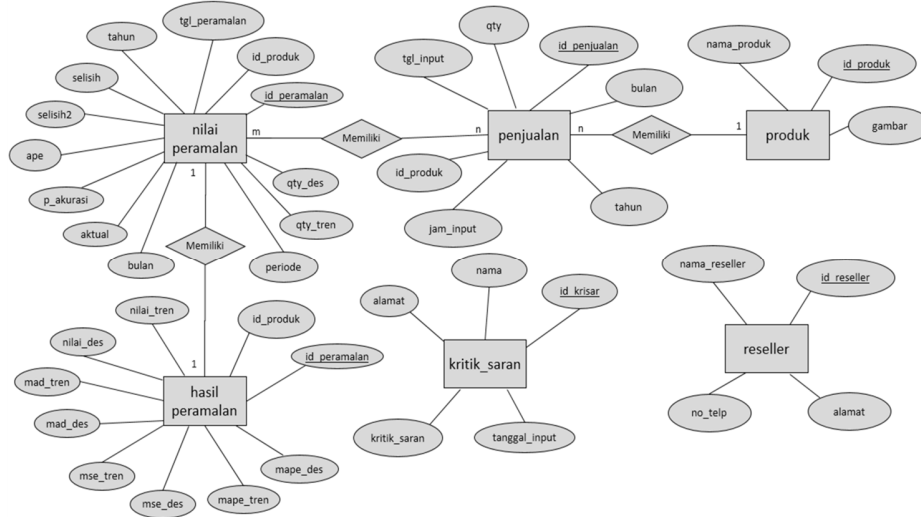 tgl_peramalan
tahun
id_produk
selisih
id_peramalan
selisih2
nilai
peramalan
ape
p_akurasi
aktual
bulan
periode
qty_tren
qty_des
m
Memiliki
n
1
Memiliki
1
qty
tgl_input
id_penjualan
bulan
penjualan
id_produk
jam_input
tahun
n
Memiliki
1
nama_produk
id_produk
gambar
produk
nilai_tren
id_produk
nilai_des
id_peramalan
mad_tren
hasil
peramalan
mad_des
mse_tren
mse_des
mape_tren
mape_des
nama
alamat
id_krisar
kritik_saran
kritik_saran
tanggal_input
nama_reseller
id_reseller
reseller
no_telp
alamat